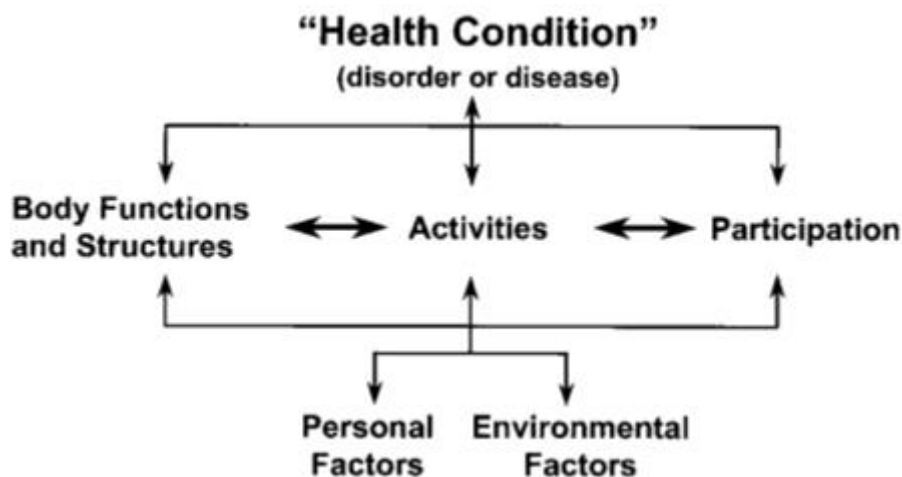 “Health Condition”
(disorder or disease)
Body Functions
and Structures
Activities
Participation
Personal
Factors
Environmental
Factors